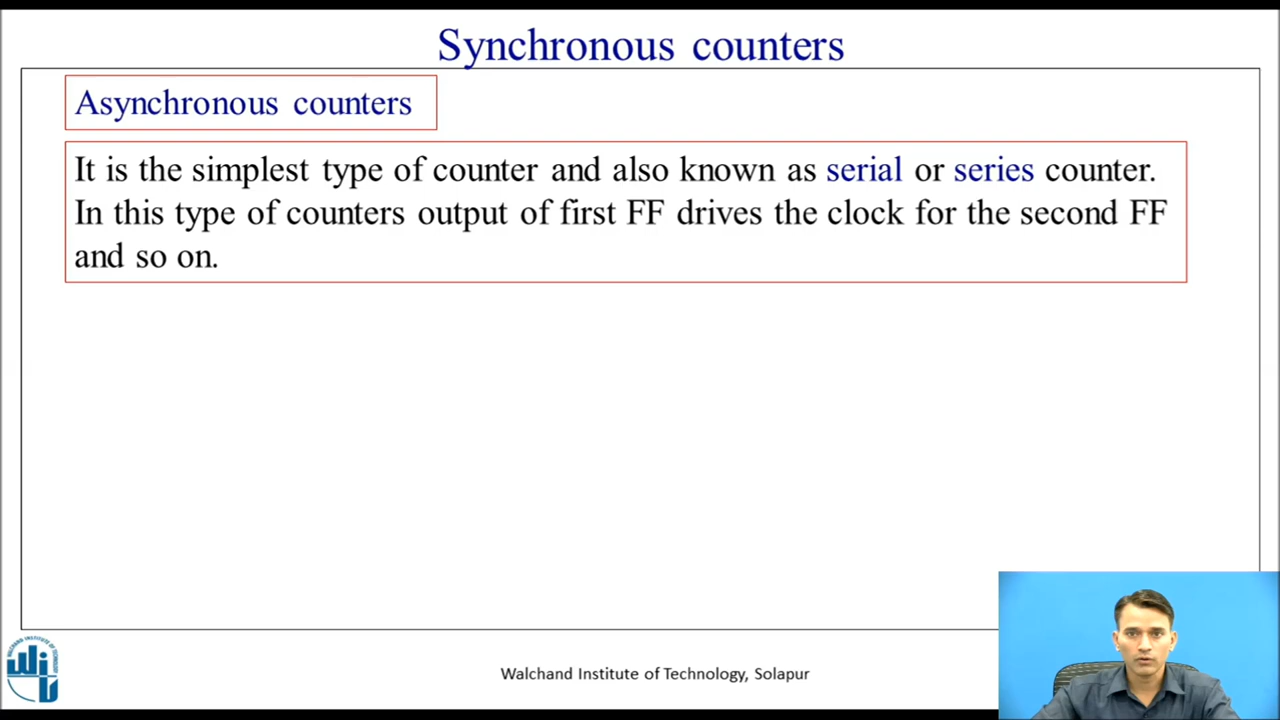 Synchronous counters
Asynchronous counters
It is the simplest type of counter and also known as serial or series counter.
In this type of counters output of first FF drives the clock for the second FF
and so on.
Walchand Institute of Technology, Solapur